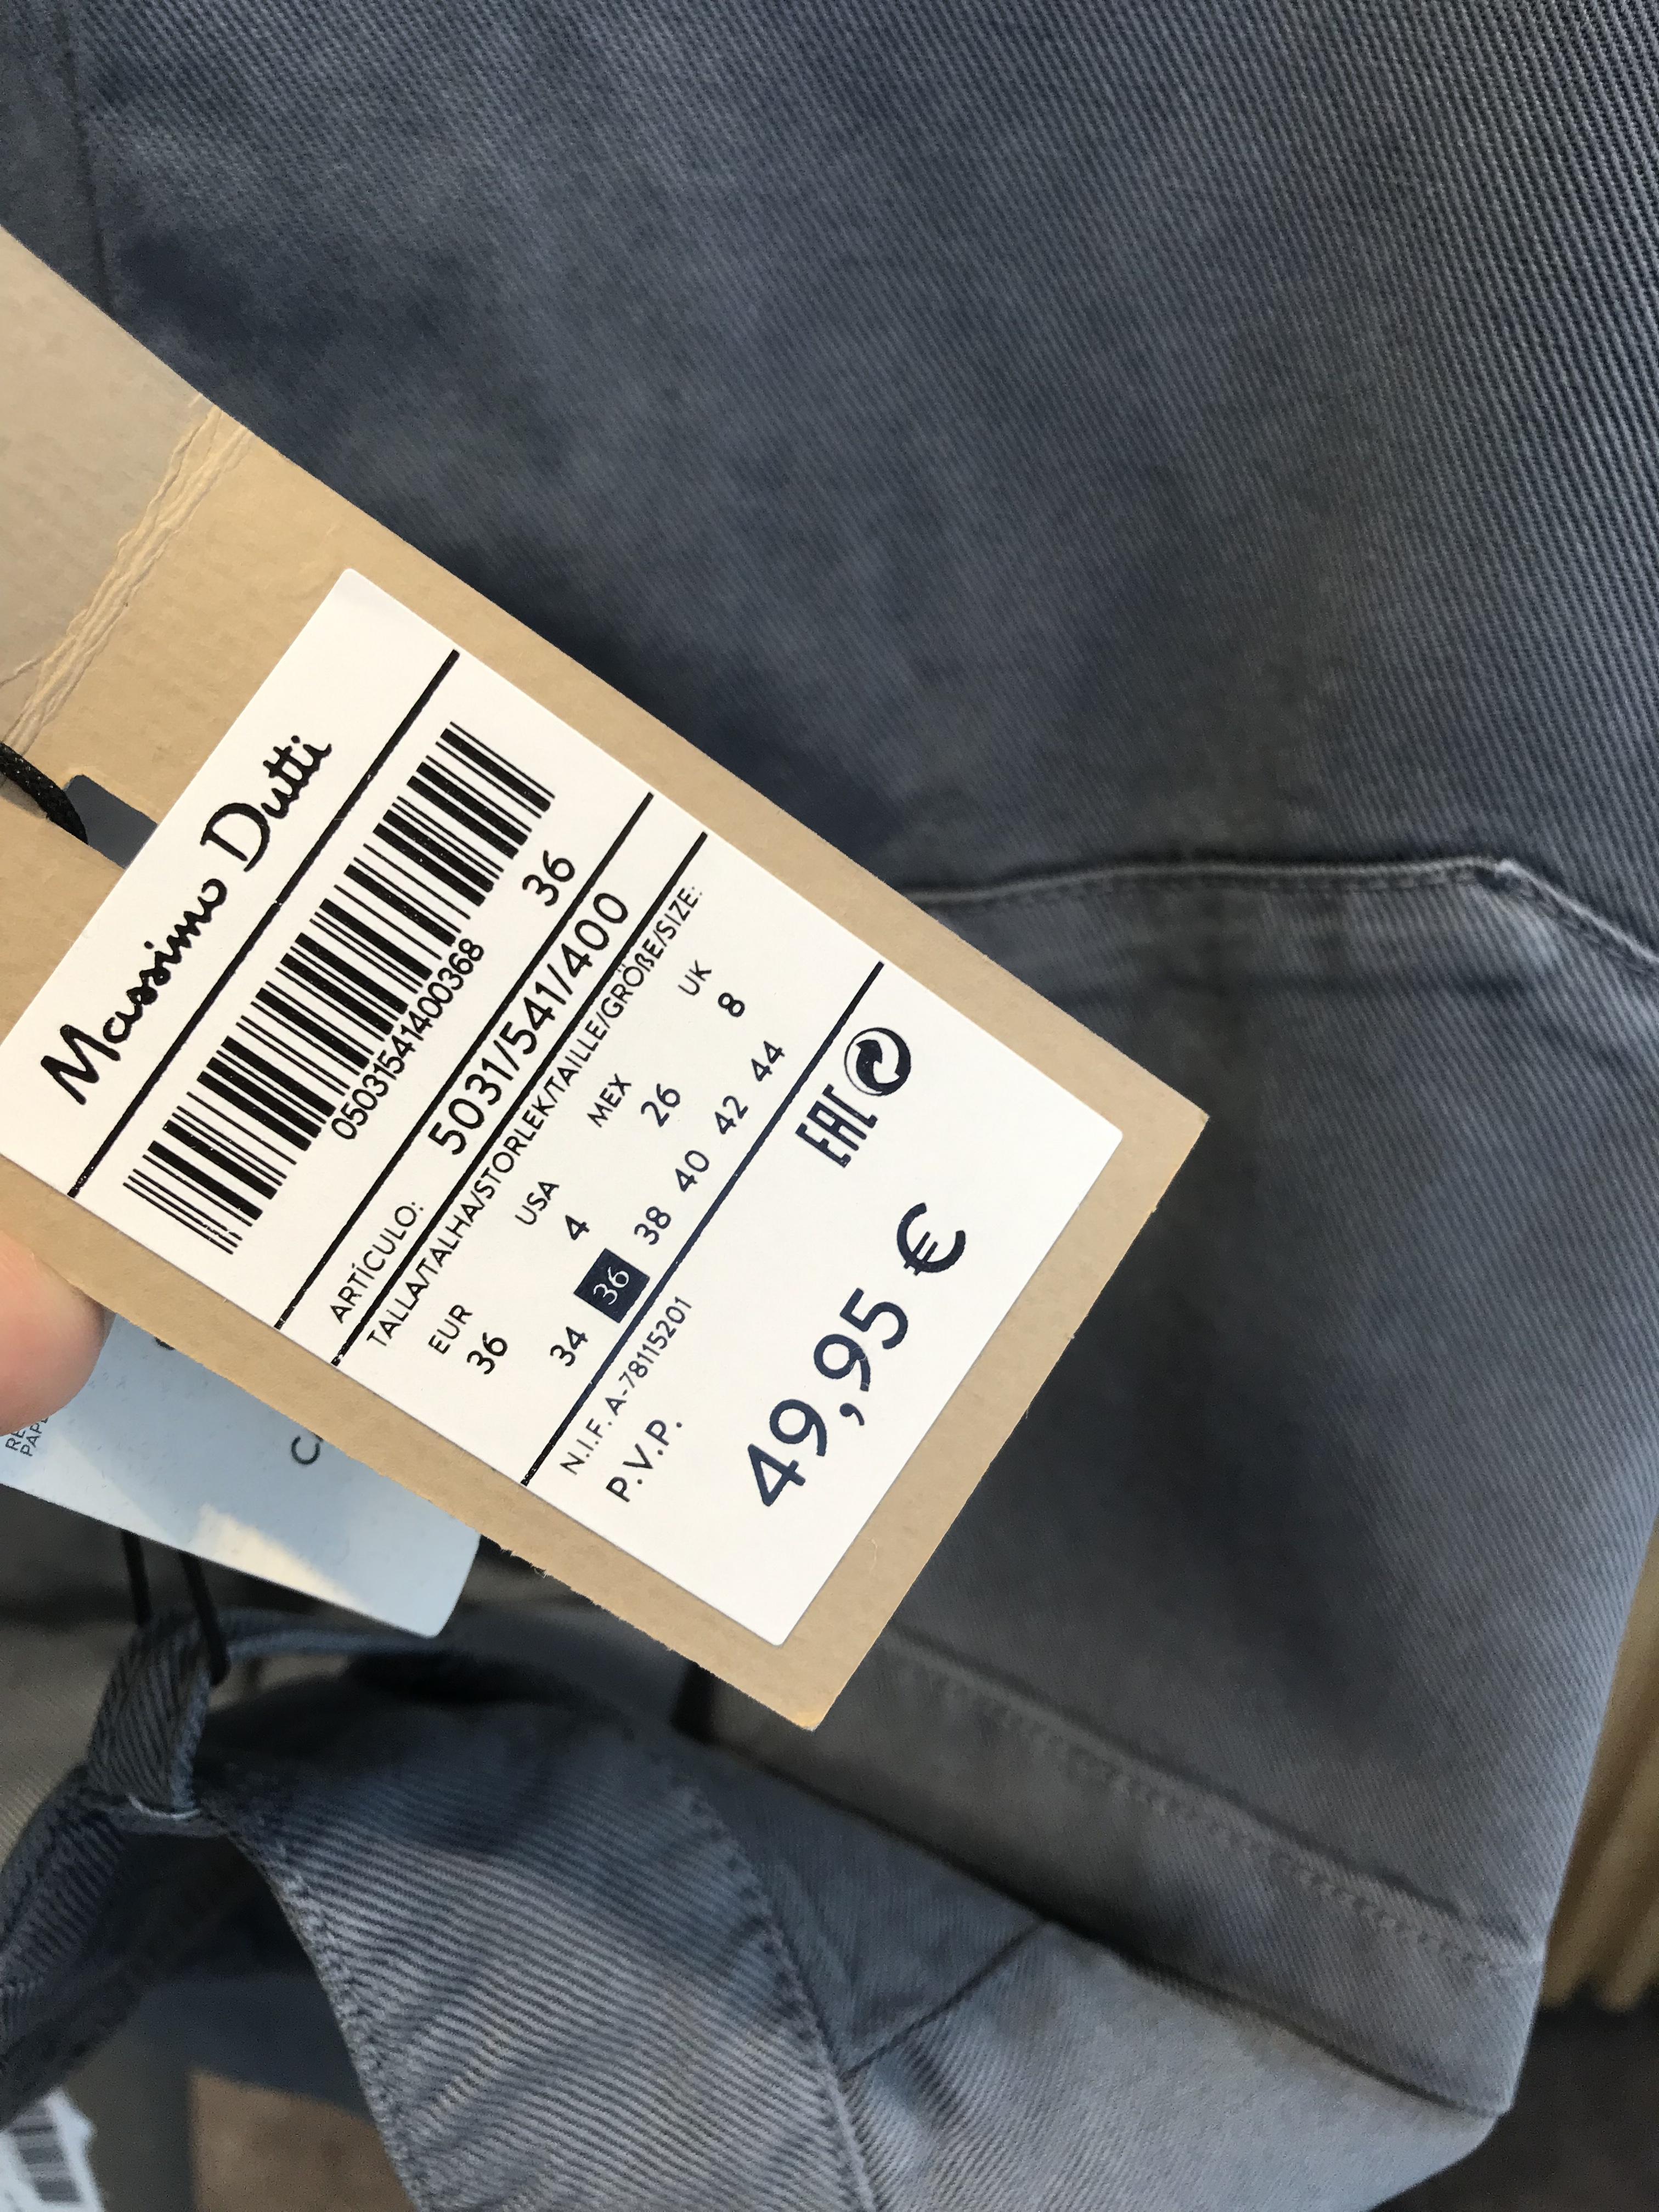 Massimo Dutti
05031541400368
36
ARTÍCULO: 5031/541/400
TALLA/TALHA/STORLEK/TAILLE/GRÖßE/SIZE:
EUR USA MEX UK
36 4 26 8
34 36 38 40 42 44
N.I.F. A-78115201
P.V.P.
EAC
49,95 €